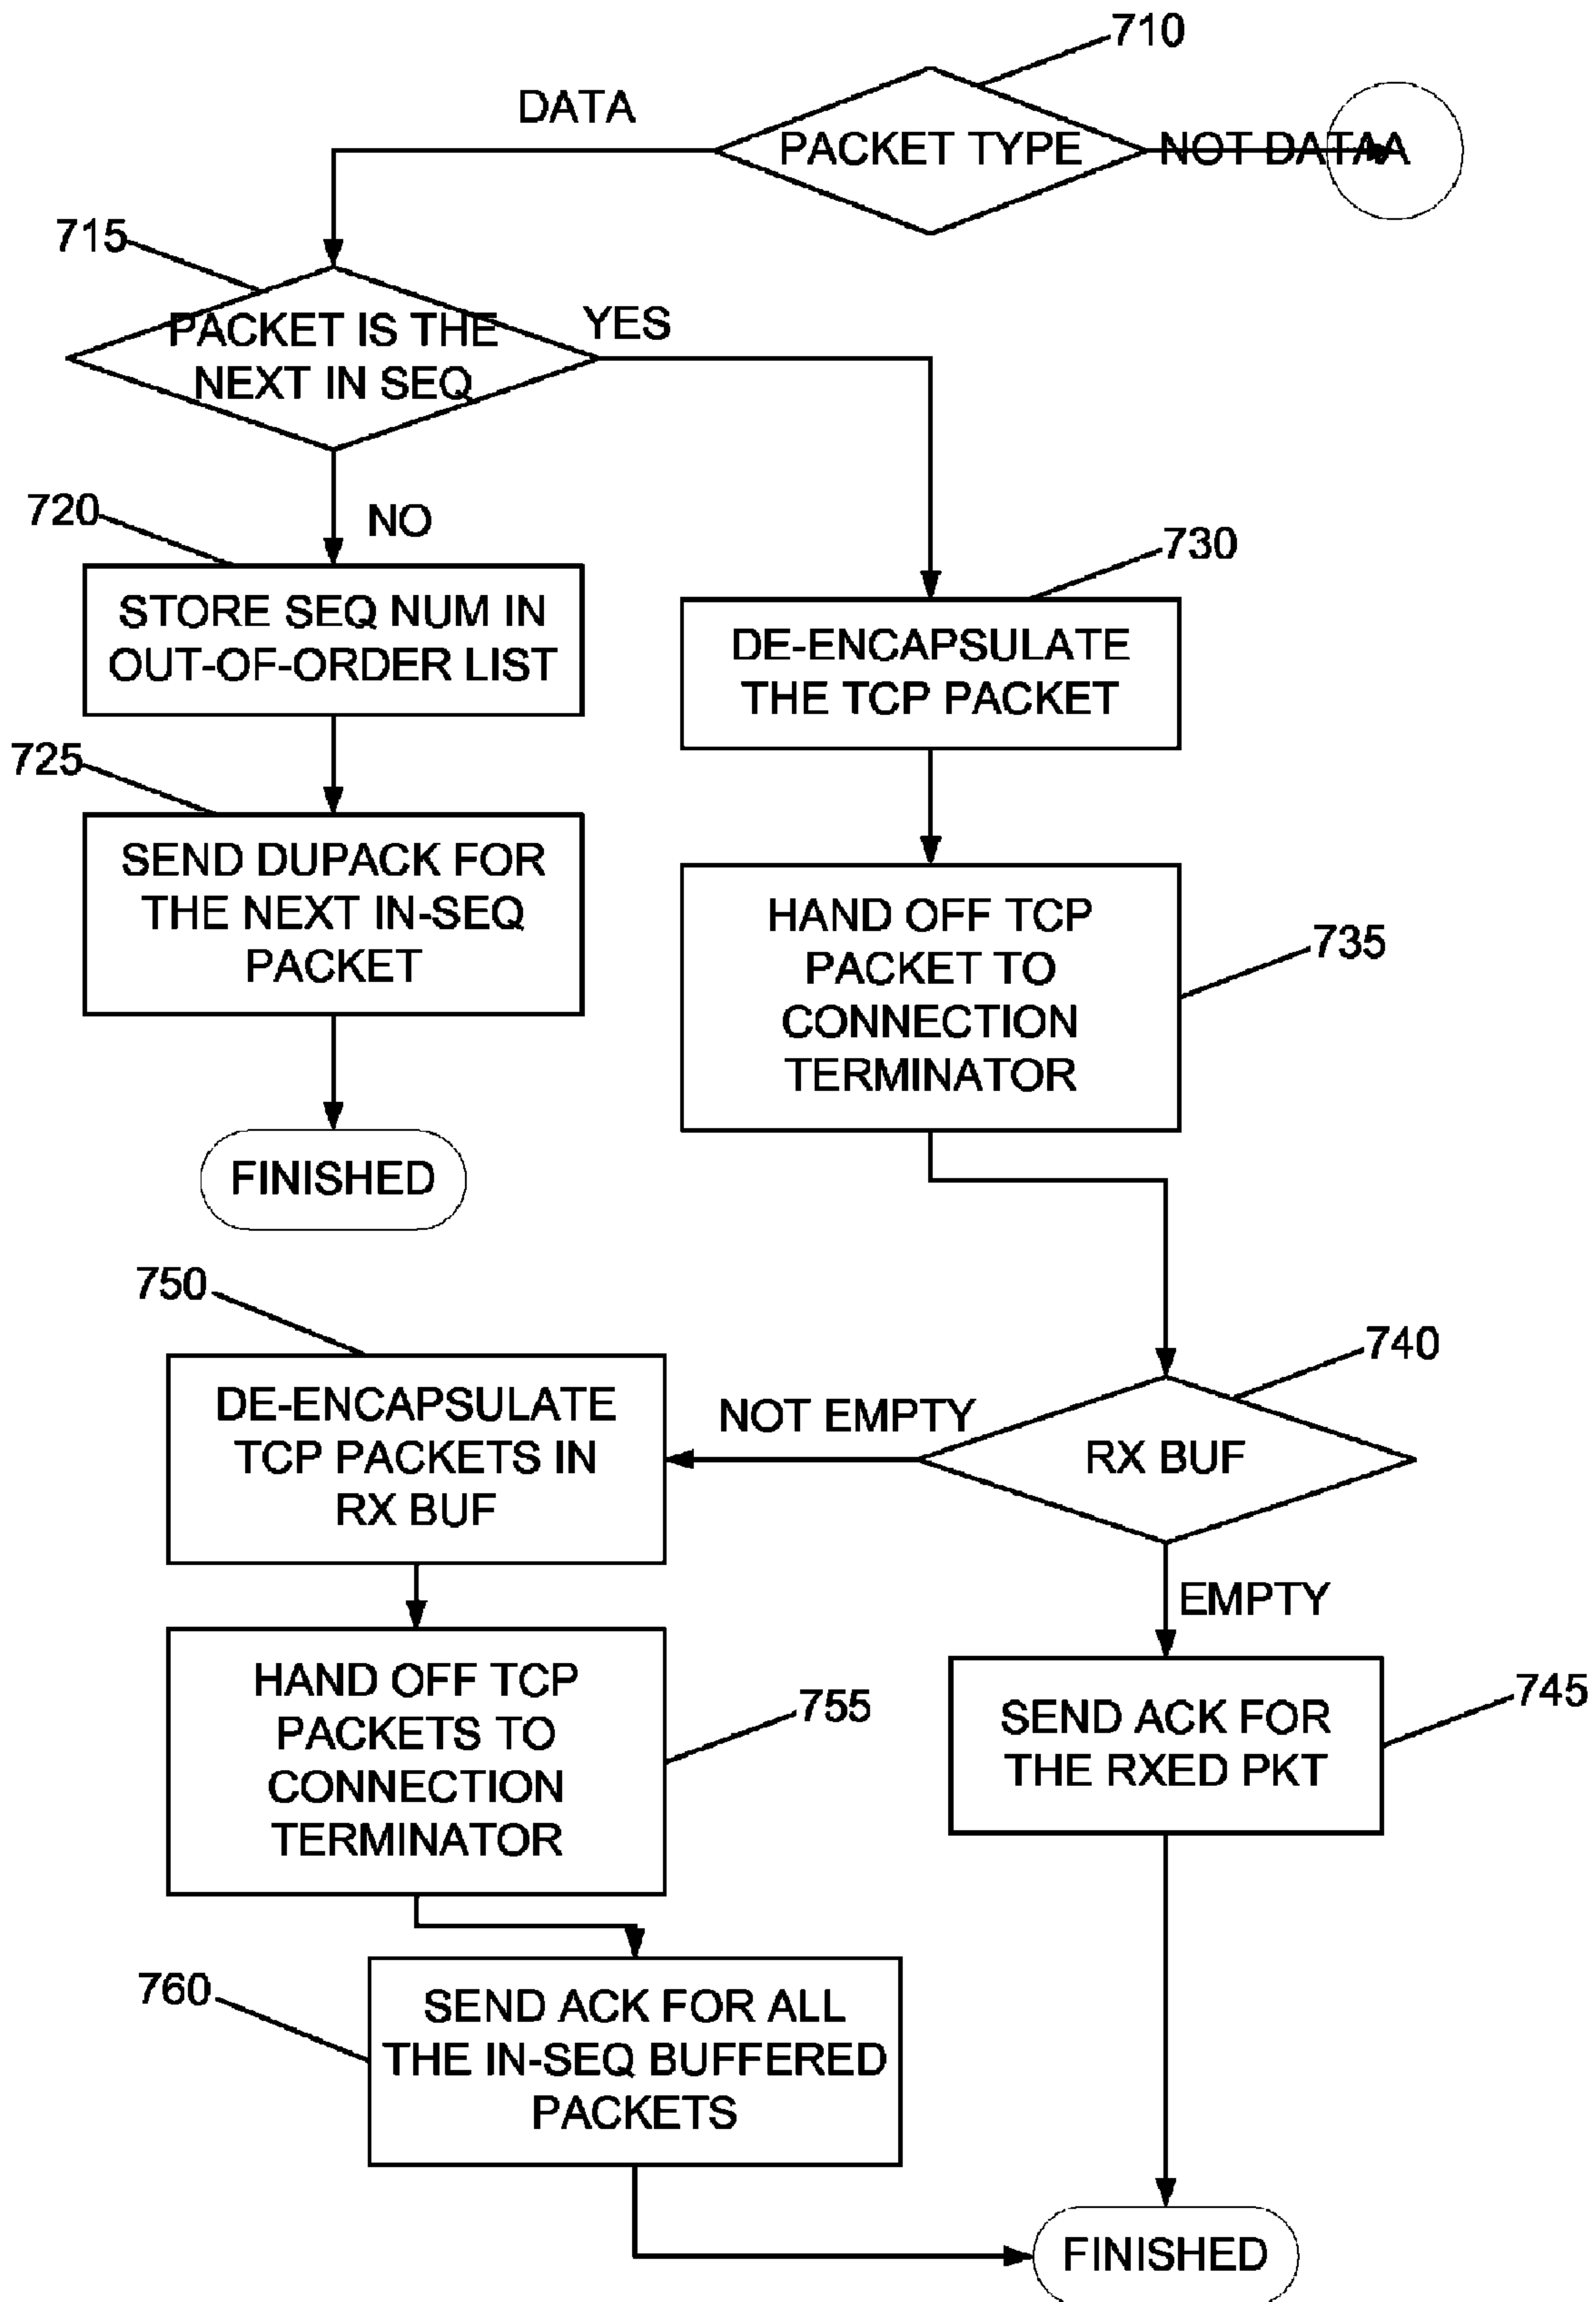 710
DATA
PACKET TYPE
NOT DATA
A
715
PACKET IS THE
NEXT IN SEQ
YES
720
NO
730
STORE SEQ NUM IN
OUT-OF-ORDER LIST
DE-ENCAPSULATE
THE TCP PACKET
725
SEND DUPACK FOR
THE NEXT IN-SEQ
PACKET
HAND OFF TCP
PACKET TO
CONNECTION
TERMINATOR
735
FINISHED
750
740
DE-ENCAPSULATE
TCP PACKETS IN
RX BUF
NOT EMPTY
RX BUF
EMPTY
HAND OFF TCP
PACKETS TO
CONNECTION
TERMINATOR
755
SEND ACK FOR
THE RXED PKT
745
760
SEND ACK FOR ALL
THE IN-SEQ BUFFERED
PACKETS
FINISHED